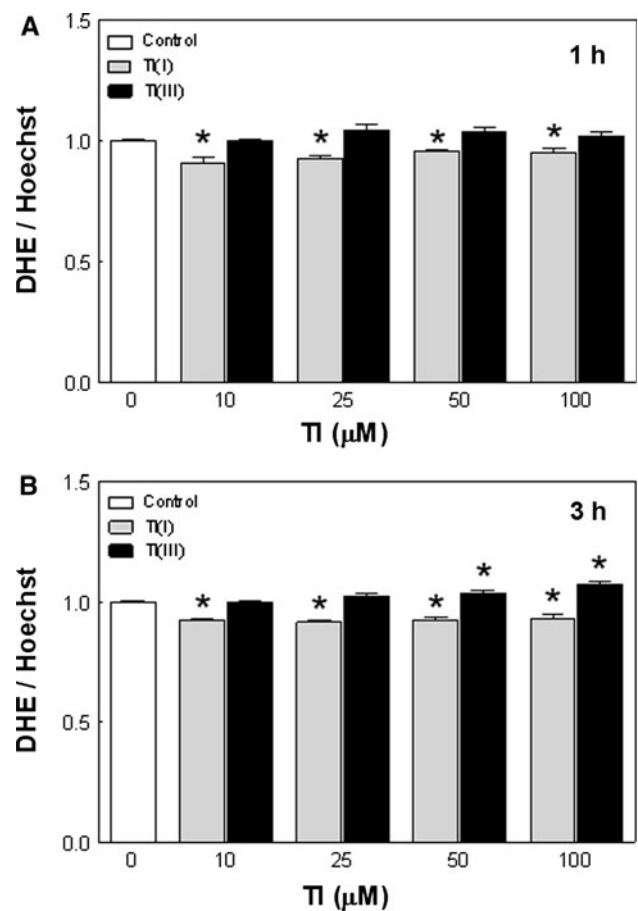 A
1.5
Control
Tl(I)
Tl(III)
1 h
* * * *
1.0
0.5
0.0
DHE / Hoechst
0 10 25 50 100
Tl (µM)
B
1.5
Control
Tl(I)
Tl(III)
3 h
* * * * * *
1.0
0.5
0.0
DHE / Hoechst
0 10 25 50 100
Tl (µM)